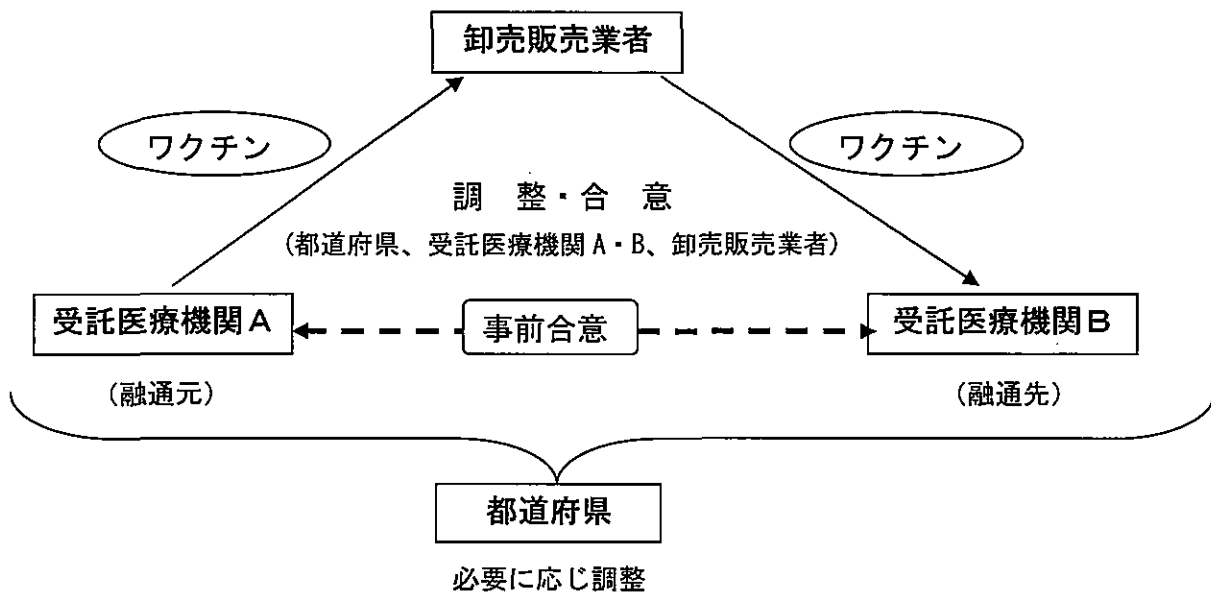 卸売販売業者
ワクチン
ワクチン
調 整・合 意
(都道府県、受託医療機関A・B、卸売販売業者)
受託医療機関A
事前合意
受託医療機関B
(融通元)
(融通先)
都道府県
必要に応じ調整